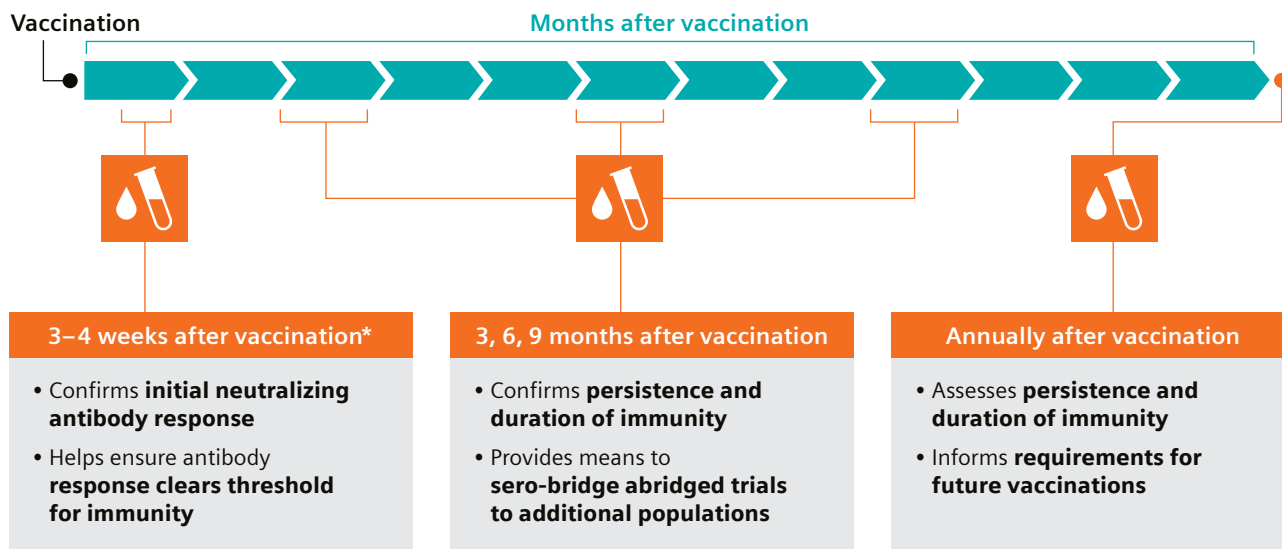 Vaccination
Months after vaccination
3–4 weeks after vaccination*
• Confirms initial neutralizing
antibody response
• Helps ensure antibody
response clears threshold
for immunity
3, 6, 9 months after vaccination
• Confirms persistence and
duration of immunity
• Provides means to
sero-bridge abridged trials
to additional populations
Annually after vaccination
• Assesses persistence and
duration of immunity
• Informs requirements for
future vaccinations